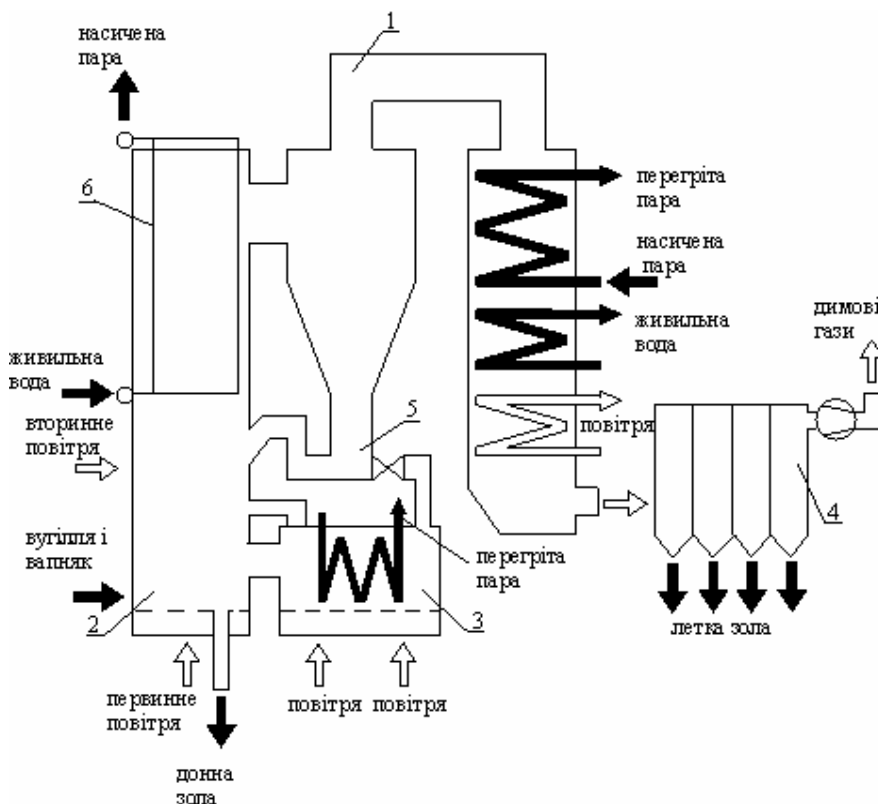 насичена
пара
1
6
перегріта
пара
насичена
пара
живильна
вода
димові
гази
живильна
вода
вторинне
повітря
5
повітря
4
вугілля і
вапняк
перегріта
пара
2
3
летка зола
первинне
повітря
повітря
повітря
донна
зола